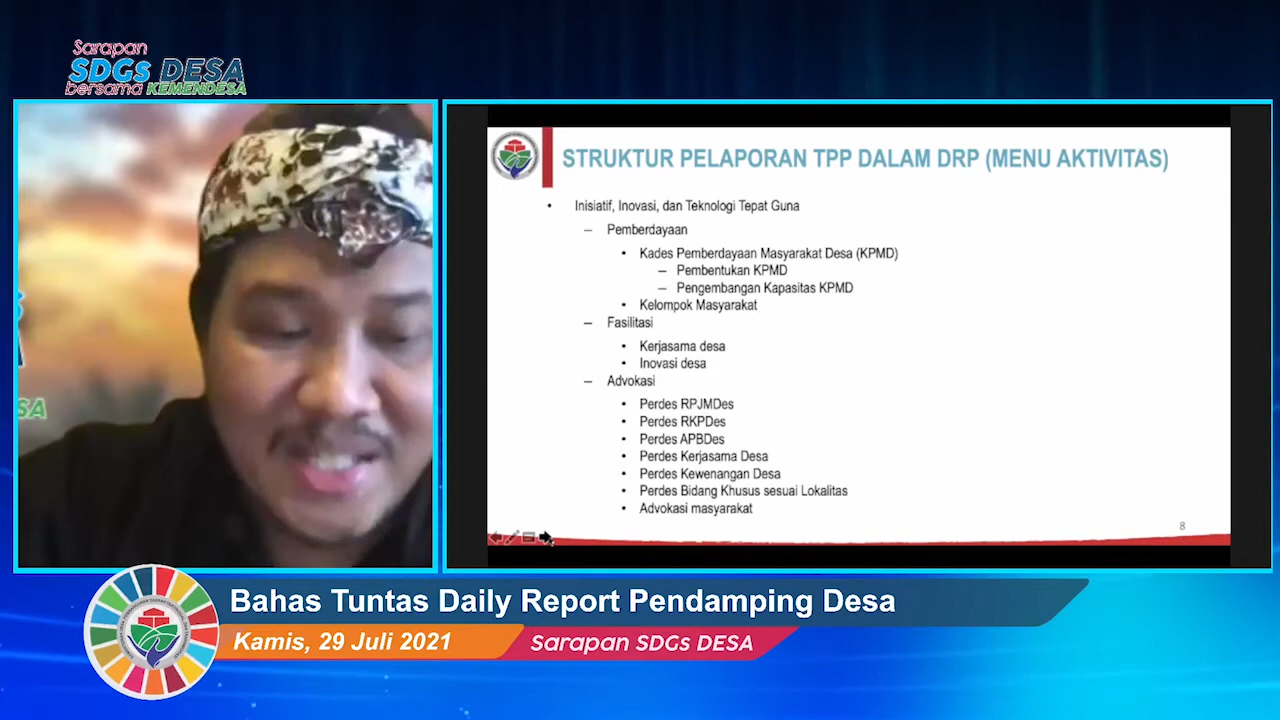 Sarapan
SDGs DESA
bersama KEMENDESA
SA
STRUKTUR PELAPORAN TPP DALAM DRP (MENU AKTIVITAS)
• Inisiatif, Inovasi, dan Teknologi Tepat Guna
– Pemberdayaan
• Kades Pemberdayaan Masyarakat Desa (KPMD)
– Pembentukan KPMD
– Pengembangan Kapasitas KPMD
• Kelompok Masyarakat
– Fasilitasi
• Kerjasama desa
• Inovasi desa
– Advokasi
• Perdes RPJMDes
• Perdes RKPDes
• Perdes APBDes
• Perdes Kerjasama Desa
• Perdes Kewenangan Desa
• Perdes Bidang Khusus sesuai Lokalitas
• Advokasi masyarakat
8
Bahas Tuntas Daily Report Pendamping Desa
Kamis, 29 Juli 2021
Sarapan SDGs DESA